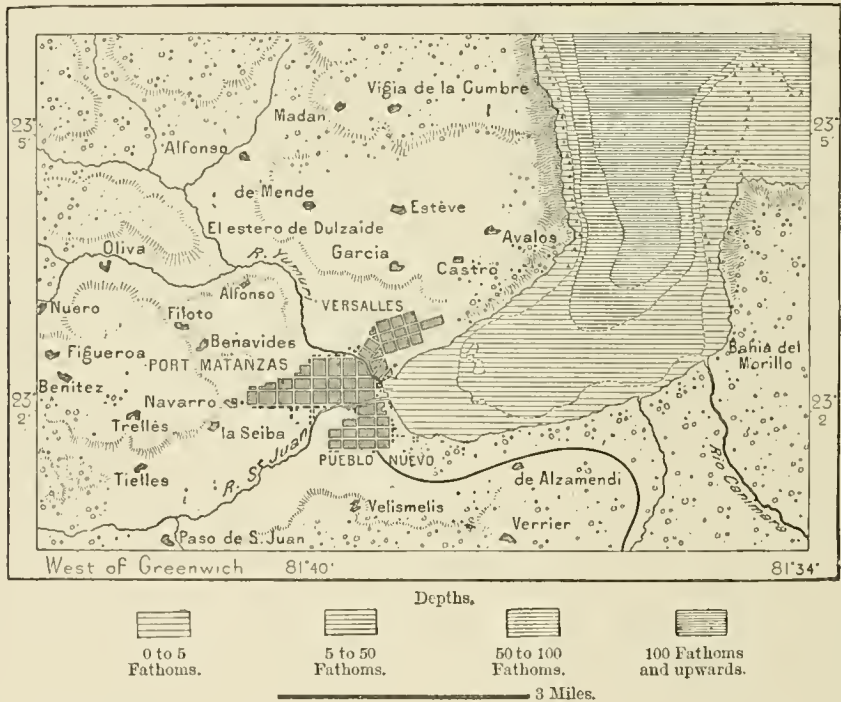 Vigia de la Cumbre
Madan
23°
5'
23°
5'
Alfonso
de Mende
Estève
El estero de Dulzaide
Avalos
Oliva
R. Yumuri
Garcia
Castro
Alfonso
VERSALLES
Nuero
Filoto
Benavides
Figueroa
PORT MATANZAS
Bahia del
Morillo
Benitez
Navarro
23°
2'
23°
2'
Trellès
la Seiba
R. Sn Juan
PUEBLO NUEVO
Tielles
de Alzamendi
Rio Canimara
Velismelis
Paso de S. Juan
Verrier
West of Greenwich
81°40'
81°34'
Depths.
0 to 5
Fathoms.
5 to 50
Fathoms.
50 to 100
Fathoms.
100 Fathoms
and upwards.
3 Miles.